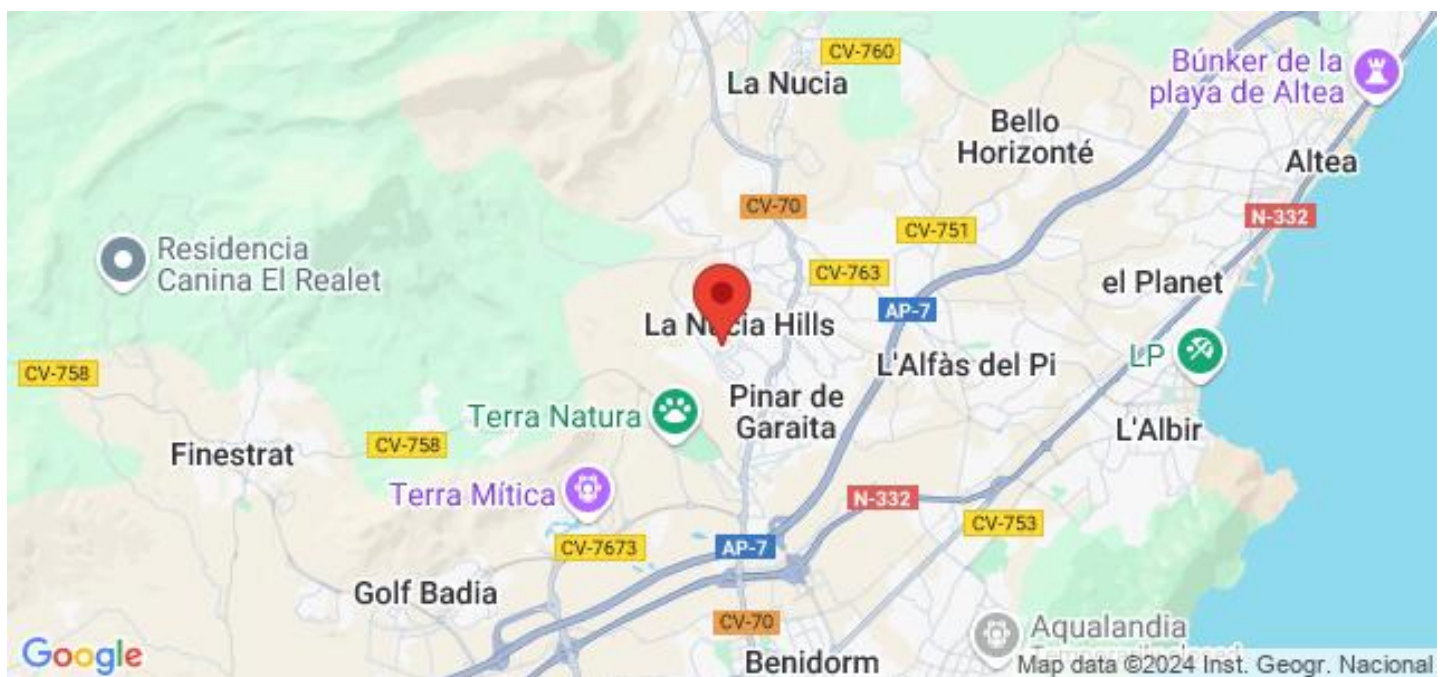 CV-760
La Nucia
Búnker de la
playa de Altea
Bello
Horizonté
Altea
CV-70
N-332
CV-751
Residencia
Canina El Realet
CV-763
el Planet
AP-7
La Nucia Hills
LP
L'Alfàs del Pi
CV-758
Pinar de
Garaita
Terra Natura
L'Albir
CV-758
Finestrat
Terra Mítica
N-332
CV-753
CV-7673
AP-7
Golf Badia
CV-70
Aqualandia
Benidorm
Google
Map data ©2024 Inst. Geogr. Nacional